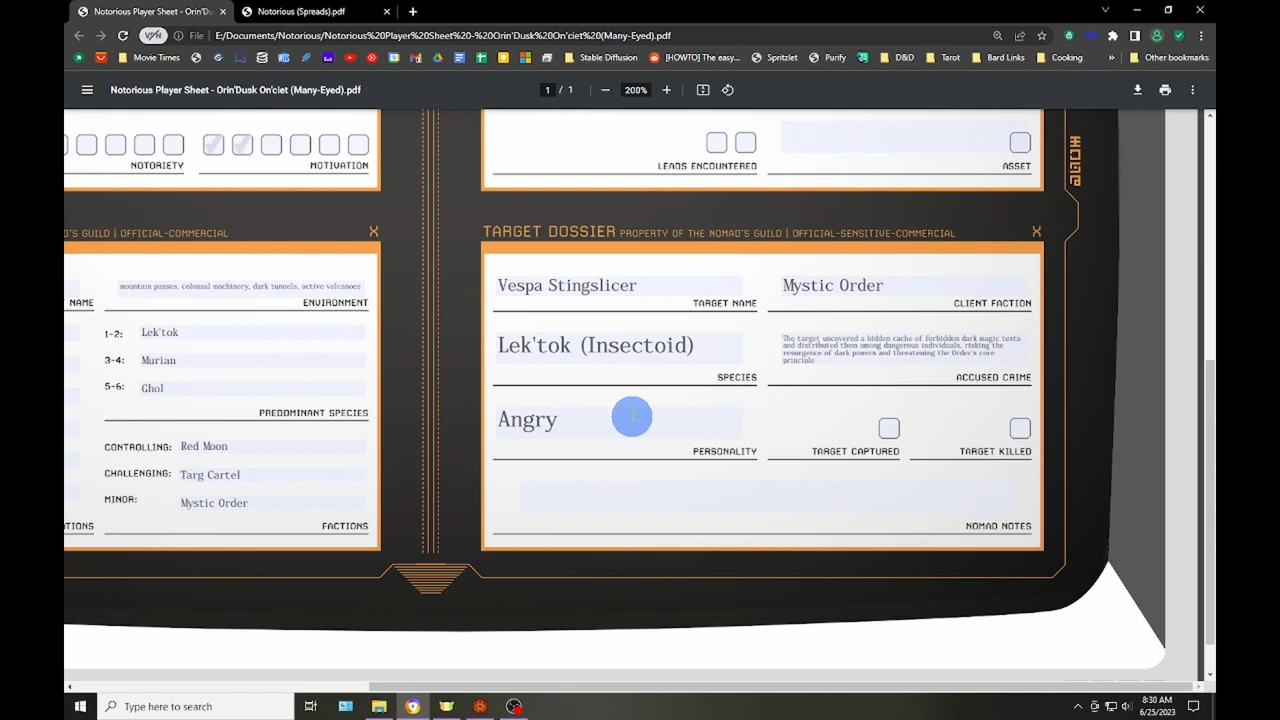 Notorious Player Sheet - Orin'Dus
Notorious (Spreads).pdf
VPN
File
E:/Documents/Notorious/Notorious%20Player%20Sheet%20-%20Orin'Dusk%20On'ciet%20(Many-Eyed).pdf
Movie Times
Stable Diffusion
[HOWTO] The easy...
Spritzlet
Purify
D&D
Tarot
Bard Links
Cooking
»
Other bookmarks
Notorious Player Sheet - Orin'Dusk On'ciet (Many-Eyed).pdf
1 / 1
200%
NOTORIETY
MOTIVATION
LEADS ENCOUNTERED
ASSET
'S GUILD | OFFICIAL-COMMERCIAL
X
TARGET DOSSIER PROPERTY OF THE NOMAD'S GUILD | OFFICIAL-SENSITIVE-COMMERCIAL
X
mountain passes, colossal machinery, dark tunnels, active volcanoes
NAME
ENVIRONMENT
1-2: Lek'tok
3-4: Murian
5-6: Ghol
PREDOMINANT SPECIES
CONTROLLING: Red Moon
CHALLENGING: Targ Cartel
MINOR: Mystic Order
FACTIONS
Vespa Stingslicer
TARGET NAME
Mystic Order
CLIENT FACTION
Lek'tok (Insectoid)
SPECIES
The target uncovered a hidden cache of forbidden dark magic texts
and distributed them among dangerous individuals, risking the
resurgence of dark powers and threatening the Order's core
principle
ACCUSED CRIME
Angry
PERSONALITY
TARGET CAPTURED
TARGET KILLED
NOMAD NOTES
Type here to search
8:30 AM
6/25/2023